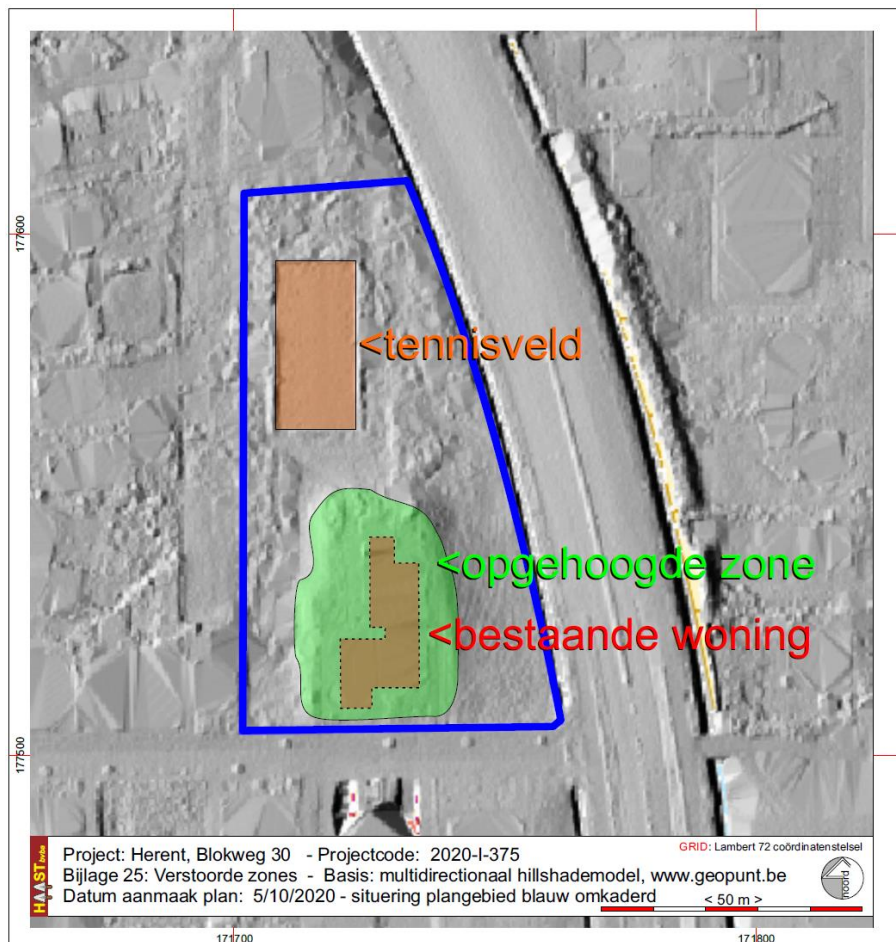 177600
<tennisveld
<opgehoogde zone
<bestaande woning
177500
GRID: Lambert 72 coördinatenstelsel
HAAST bvbe
Project: Herent, Blokweg 30 - Projectcode: 2020-I-375
Bijlage 25: Verstoorde zones - Basis: multidirectionaal hillshademodel, www.geopunt.be
Datum aanmaak plan: 5/10/2020 - situering plangebied blauw omkaderd
< 50 m >
noord
171700
171800